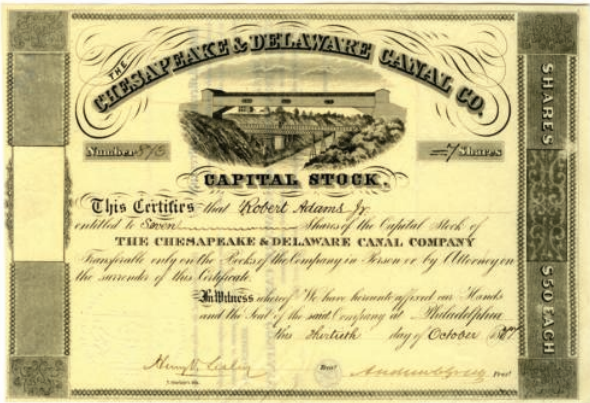 THE
CHESAPEAKE & DELAWARE CANAL CO.
Number
7 Shares
CAPITAL STOCK.
This Certifies that Robert Adams Jr
entitled to Seven Shares of the Capital Stock of
THE CHESAPEAKE & DELAWARE CANAL COMPANY
Transferable only on the Books of the Company in Person or by Attorney on
the surrender of this Certificate.
In Witness whereof We have hereunto affixed our Hands
and the Seal of the said Company at Philadelphia
this thirtieth day of October
Treasr
Prest
SHARES
$50 EACH